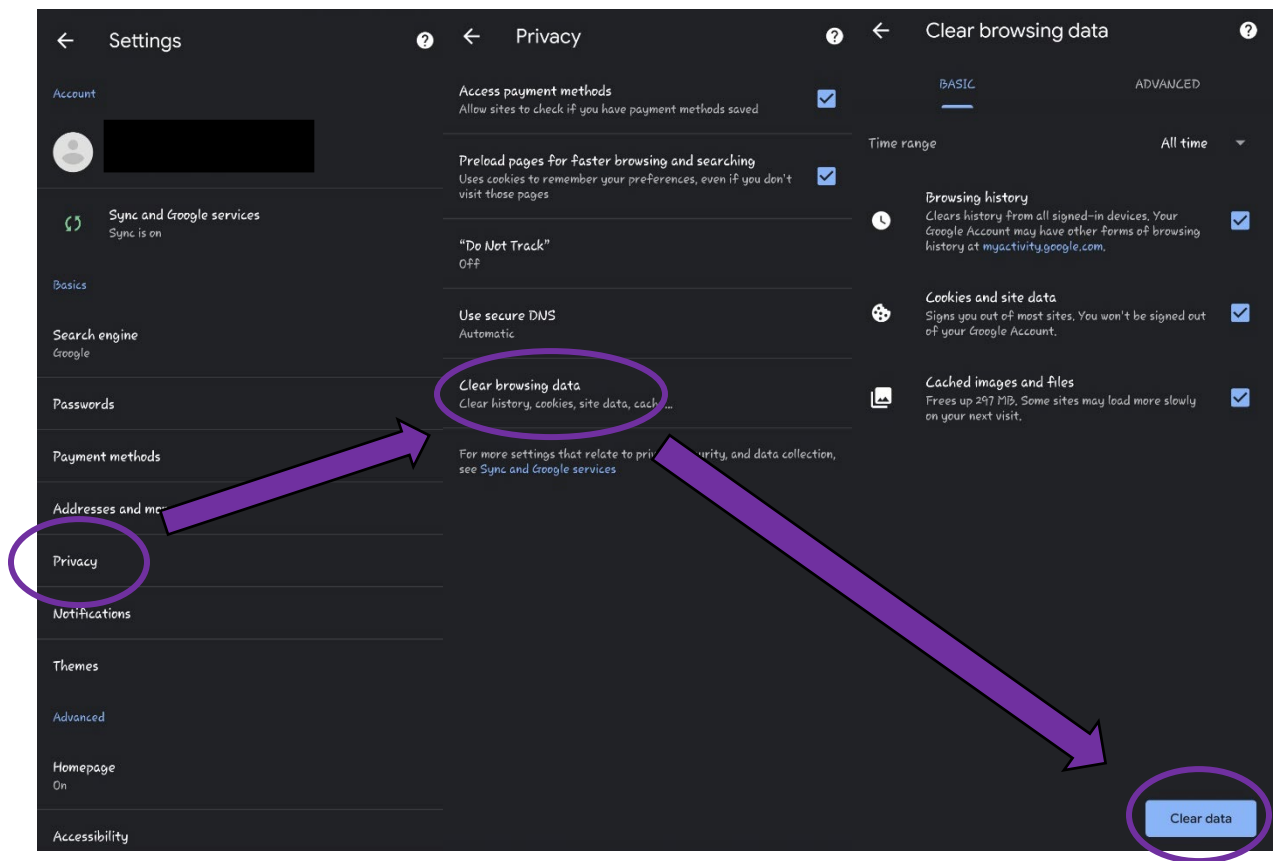 Settings
Account
Sync and Google services
Sync is on
Basics
Search engine
Google
Passwords
Payment methods
Addresses and
Privacy
Notifications
Themes
Advanced
Homepage
On
Accessibility
Privacy
Access payment methods
Allow sites to check if you have payment methods saved
Preload pages for faster browsing and searching
Uses cookies to remember your preferences, even if you don't
visit those pages
“Do Not Track”
Off
Use secure DNS
Automatic
Clear browsing data
Clear history, cookies, site data, cach...
For more settings that relate to and data collection,
see Sync and Google services
Clear browsing data
BASIC
ADVANCED
Time range
All time
Browsing history
Clears history from all signed-in devices. Your
Google Account may have other forms of browsing
history at myactivity.google.com.
Cookies and site data
Signs you out of most sites. You won't be signed out
of your Google Account.
Cached images and files
Frees up 297 MB. Some sites may load more slowly
on your next visit.
Clear data